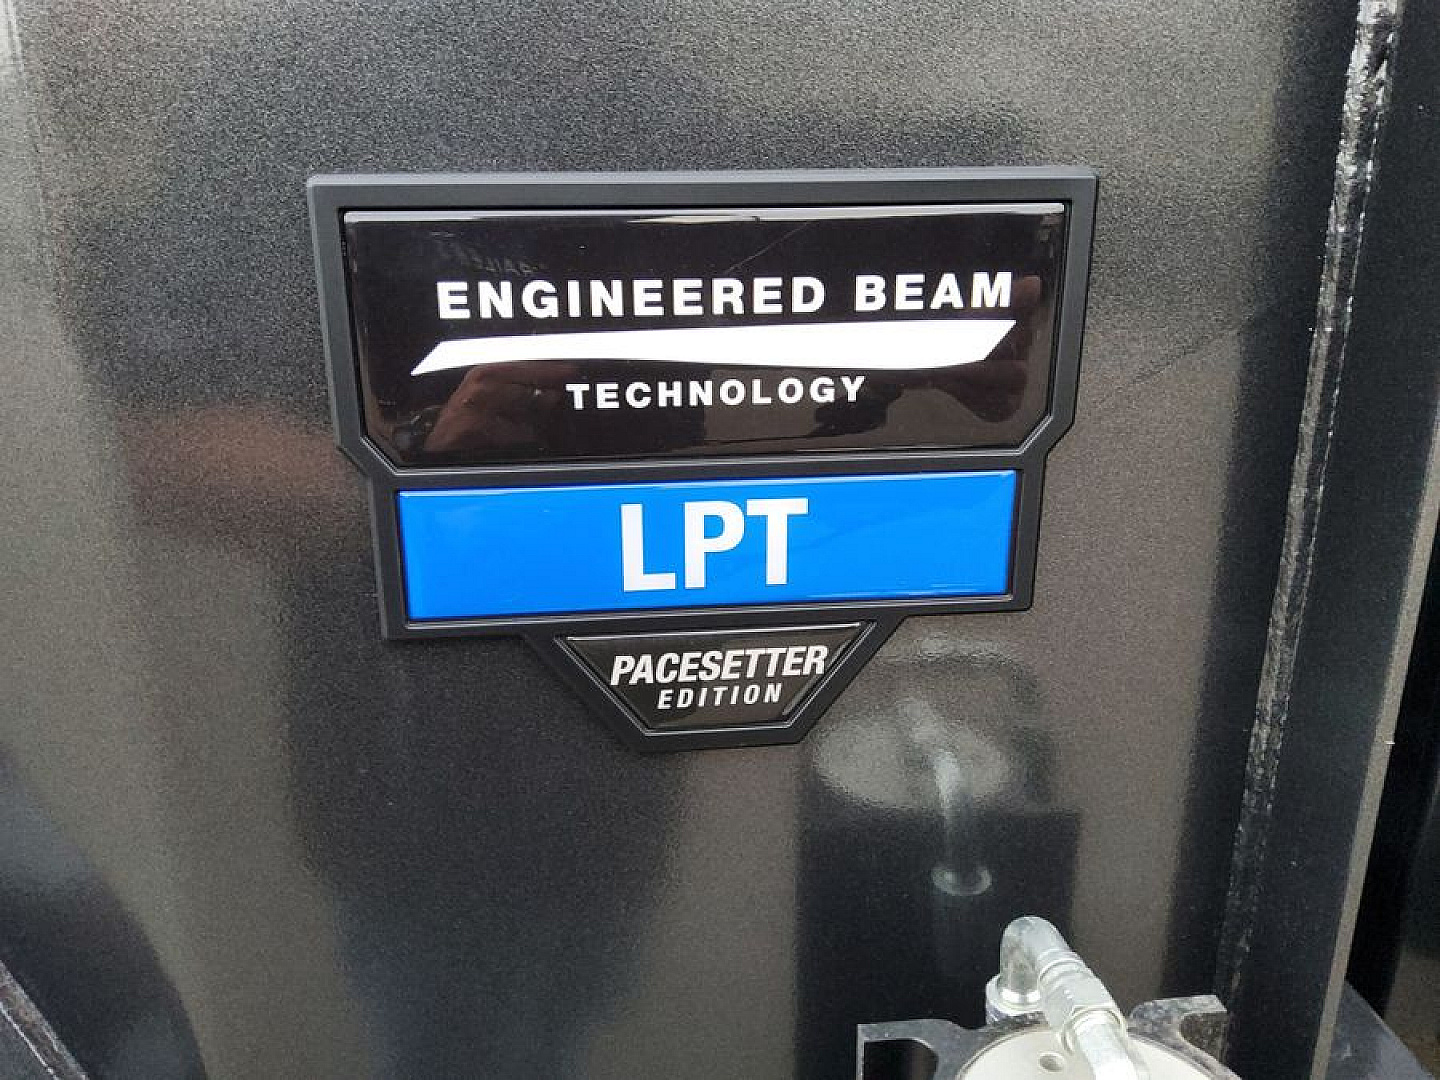 ENGINEERED BEAM
TECHNOLOGY
LPT
PACESETTER
EDITION